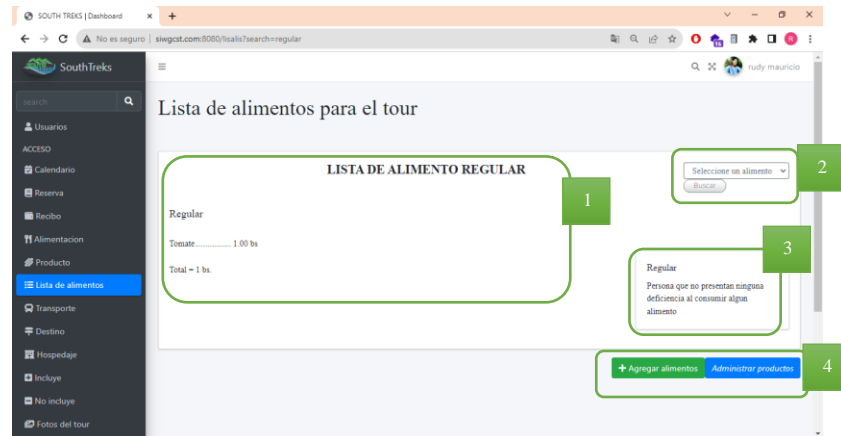 SOUTH TREKS | Dashboard
No es seguro | siwgcst.com:8080/lisalis?search=regular
16
SouthTreks
rudy mauricio
search
Usuarios
ACCESO
Calendario
Reserva
Recibo
Alimentacion
Producto
Lista de alimentos
Transporte
Destino
Hospedaje
Incluye
No incluye
Fotos del tour
Lista de alimentos para el tour
LISTA DE ALIMENTO REGULAR
1
Regular
Tomate.................. 1.00 bs
Total = 1 bs.
Seleccione un alimento
2
Buscar
3
Regular
Persona que no presentan ninguna
deficiencia al consumir algun
alimento
+ Agregar alimentos
Administrar productos
4